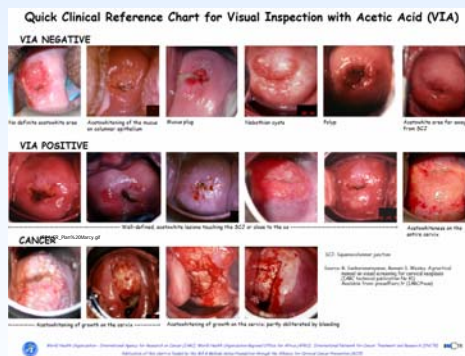 Quick Clinical Reference Chart for Visual Inspection with Acetic Acid (VIA)
VIA NEGATIVE
No definite acetowhite area
Acetowhitening of the mucus
on columnar epithelium
Mucus plug
Nabothian cysts
Polyp
Acetowhite area far away
from SCJ
VIA POSITIVE
Well-defined, acetowhite lesions touching the SCJ or close to the os
Acetowhiteness on the
entire cervix
CANCER
SCJ: Squamocolumnar junction
Acetowhitening of growth on the cervix
Acetowhitening of growth on the cervix: partly obliterated by bleeding